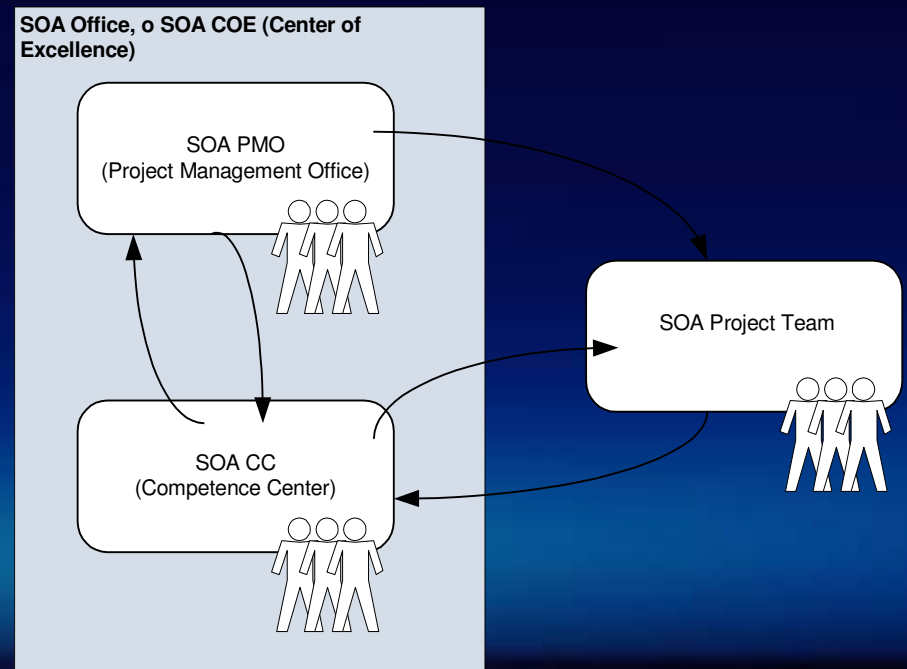 SOA Office, o SOA COE (Center of
Excellence)
SOA PMO
(Project Management Office)
SOA Project Team
SOA CC
(Competence Center)